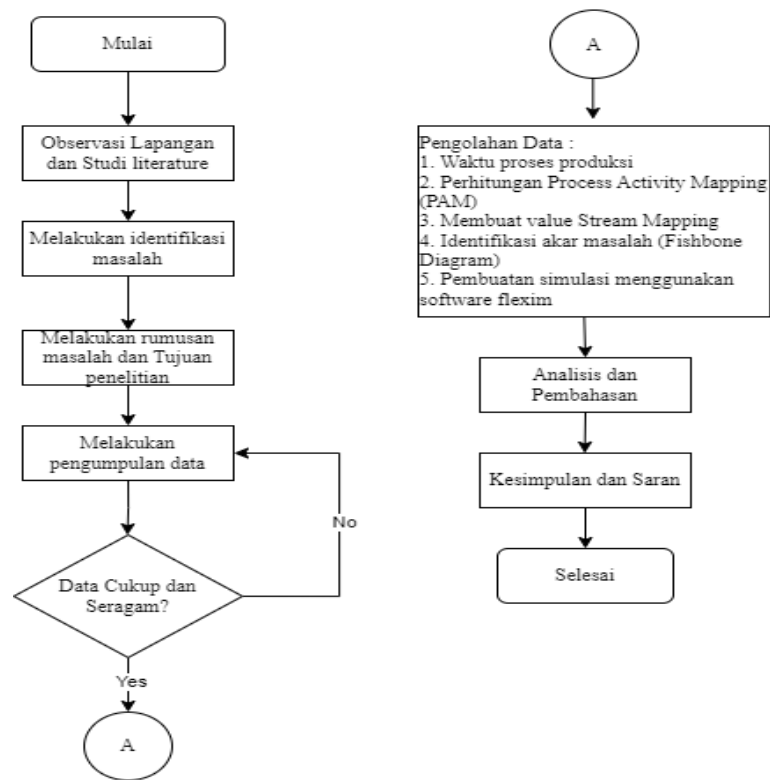 Mulai
Observasi Lapangan
dan Studi literature
Melakukan identifikasi
masalah
Melakukan rumusan
masalah dan Tujuan
penelitian
Melakukan
pengumpulan data
No
Data Cukup dan
Seragam?
Yes
A
A
Pengolahan Data :
1. Waktu proses produksi
2. Perhitungan Process Activity Mapping
(PAM)
3. Membuat value Stream Mapping
4. Identifikasi akar masalah (Fishbone
Diagram)
5. Pembuatan simulasi menggunakan
software flexim
Analisis dan
Pembahasan
Kesimpulan dan Saran
Selesai